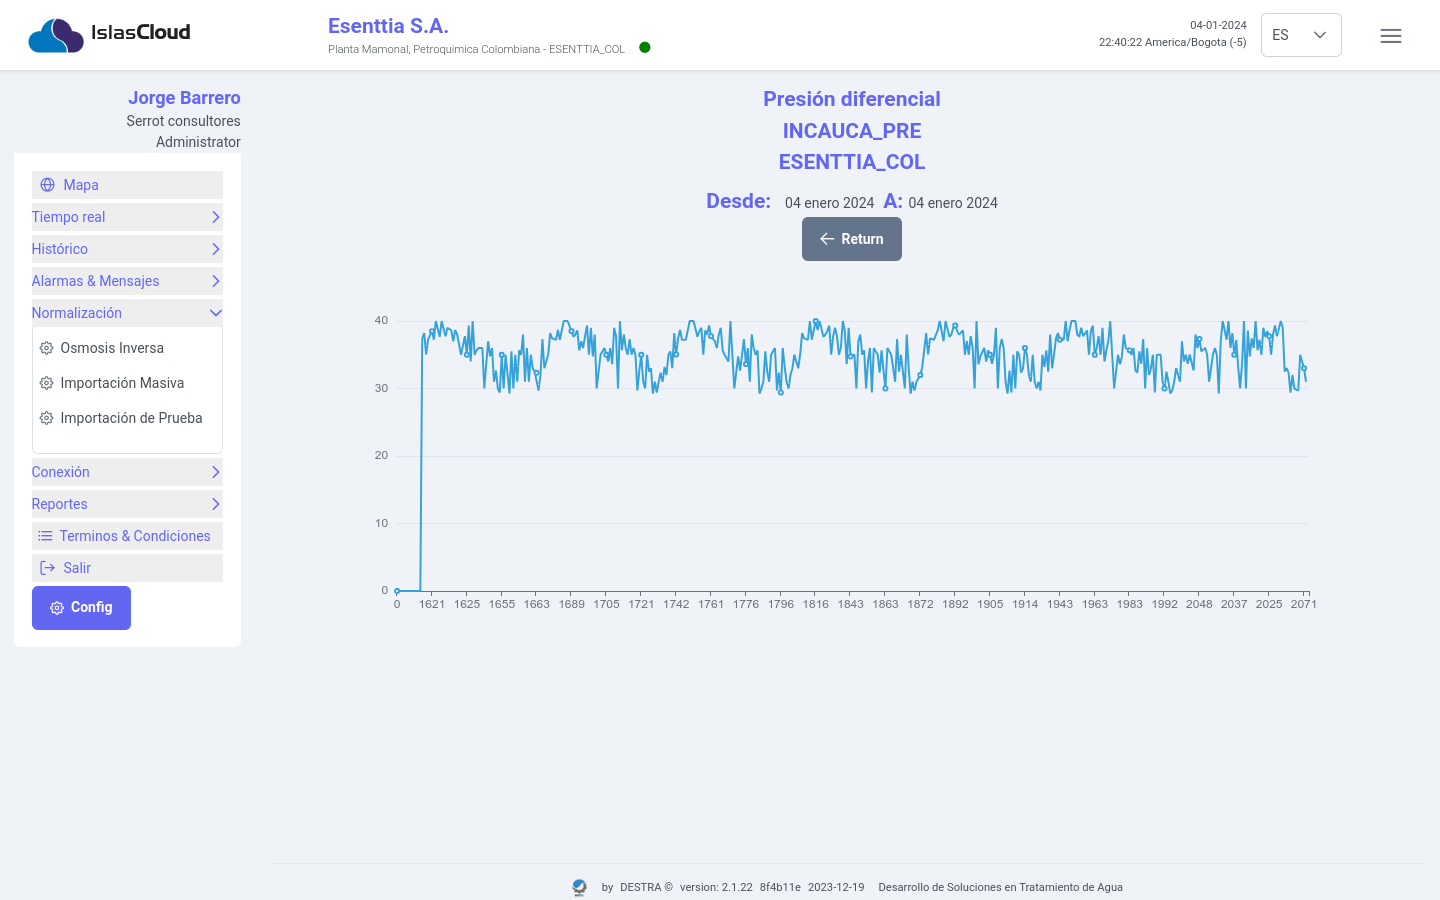 IslasCloud
Esenttia S.A.
Planta Mamonal, Petroquimica Colombiana - ESENTTIA_COL
04-01-2024
22:40:22 America/Bogota (-5)
ES
Jorge Barrero
Serrot consultores
Administrator
Mapa
Tiempo real
Histórico
Alarmas & Mensajes
Normalización
Osmosis Inversa
Importación Masiva
Importación de Prueba
Conexión
Reportes
Terminos & Condiciones
Salir
Config
Presión diferencial
INCAUCA_PRE
ESENTTIA_COL
Desde: 04 enero 2024 A: 04 enero 2024
Return
40
30
20
10
0
0 1621 1625 1655 1663 1689 1705 1721 1742 1761 1776 1796 1816 1843 1863 1872 1892 1905 1914 1943 1963 1983 1992 2048 2037 2025 2071
by DESTRA © version: 2.1.22 8f4b11e 2023-12-19 Desarrollo de Soluciones en Tratamiento de Agua